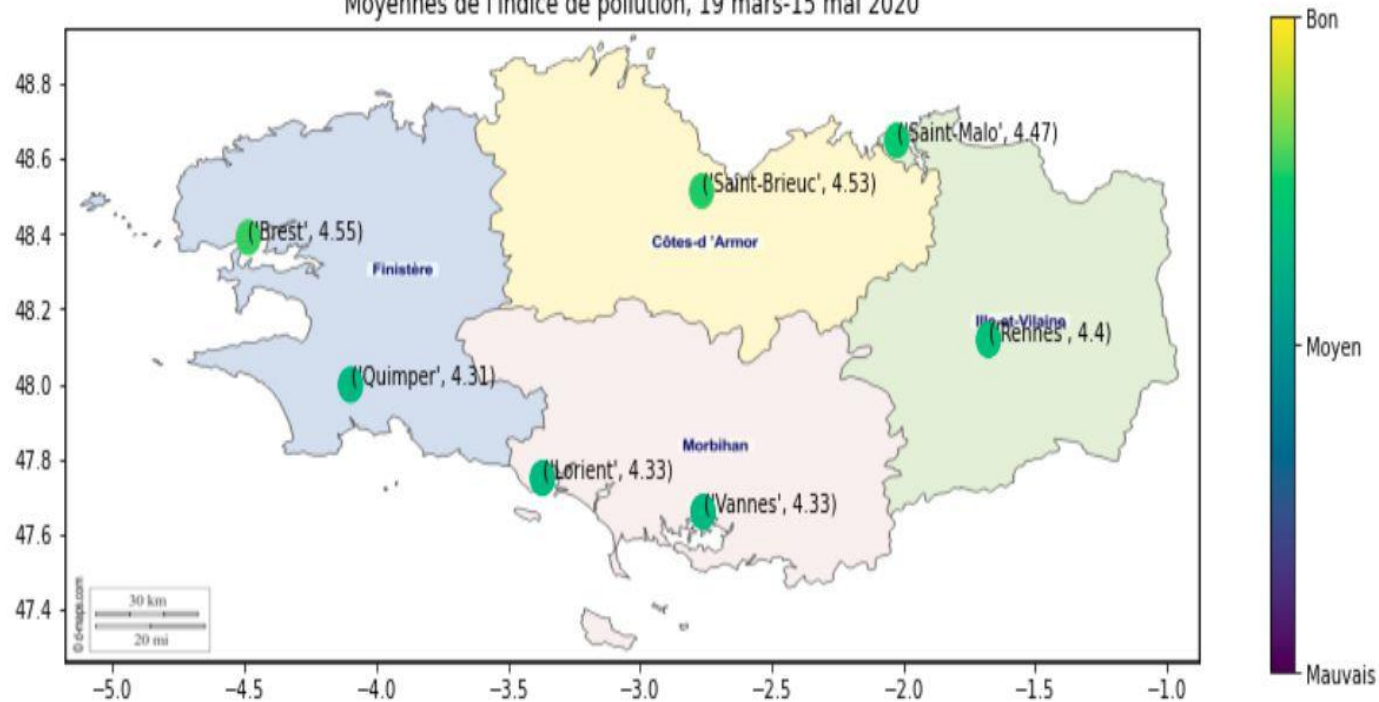 Moyennes de l'indice de pollution, 19 mars-15 mai 2020
Bon
48.8
('Saint-Malo', 4.47)
48.6
('Saint-Brieuc', 4.53)
48.4
('Brest', 4.55)
Côtes-d 'Armor
Finistère
48.2
Ille-et-Vilaine
('Rennes', 4.4)
Moyen
48.0
('Quimper', 4.31)
47.8
Morbihan
('Lorient', 4.33)
('Vannes', 4.33)
47.6
47.4
© d-maps.com
30 km
20 mi
Mauvais
−5.0 −4.5 −4.0 −3.5 −3.0 −2.5 −2.0 −1.5 −1.0